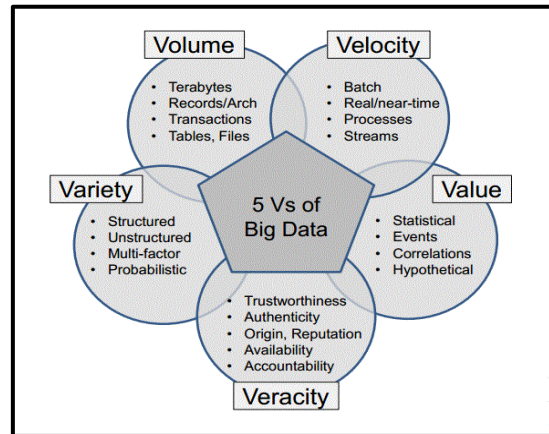 Volume
• Terabytes
• Records/Arch
• Transactions
• Tables, Files
Velocity
• Batch
• Real/near-time
• Processes
• Streams
Variety
• Structured
• Unstructured
• Multi-factor
• Probabilistic
5 Vs of
Big Data
Value
• Statistical
• Events
• Correlations
• Hypothetical
• Trustworthiness
• Authenticity
• Origin, Reputation
• Availability
• Accountability
Veracity